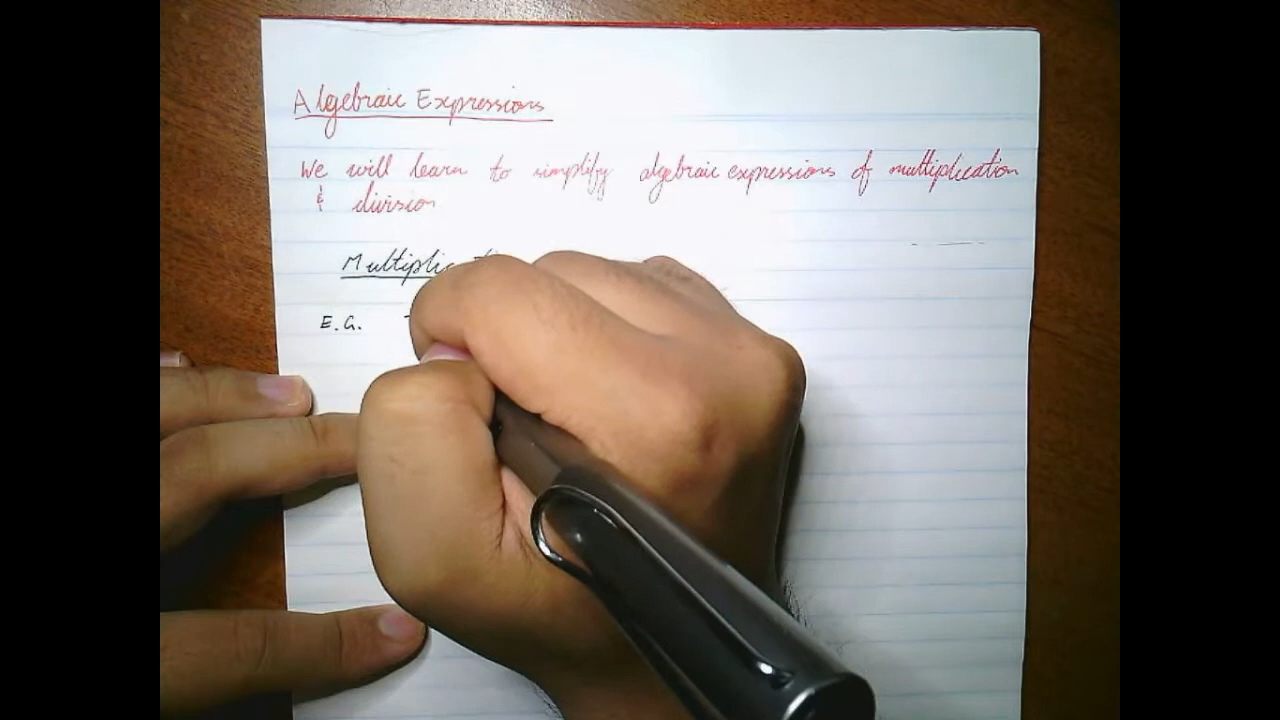 Algebraic Expressions
We will learn to simplify algebraic expressions of multiplication
& division
E.G.